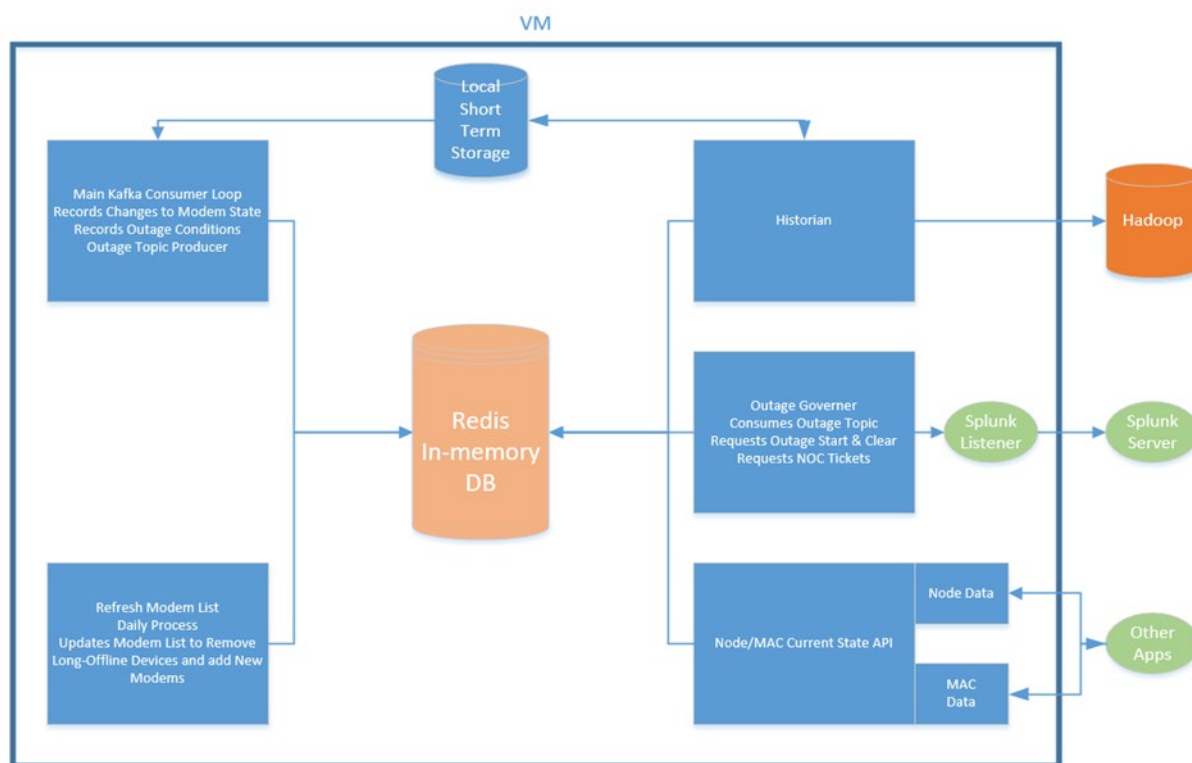 VM
Local
Short
Term
Storage
Main Kafka Consumer Loop
Records Changes to Modem State
Records Outage Conditions
Outage Topic Producer
Historian
Hadoop
Redis
In-memory
DB
Outage Governer
Consumes Outage Topic
Requests Outage Start & Clear
Requests NOC Tickets
Splunk
Listener
Splunk
Server
Refresh Modem List
Daily Process
Updates Modem List to Remove
Long-Offline Devices and add New
Modems
Node/MAC Current State API
Node Data
MAC
Data
Other
Apps